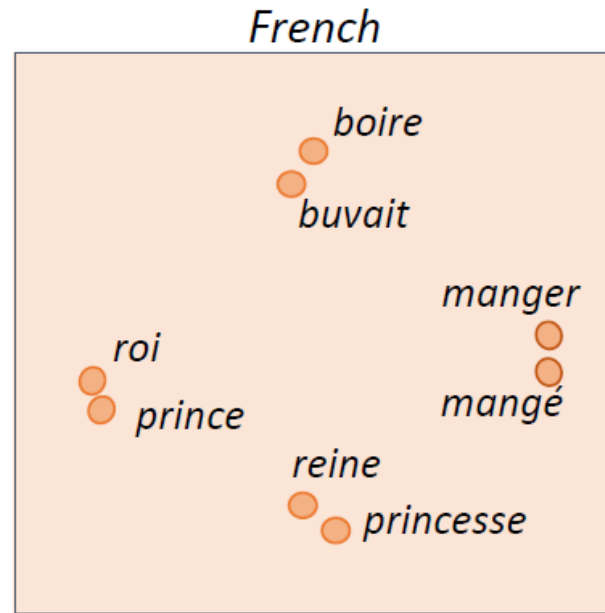 French
boire
buvait
manger
roi
mangé
prince
reine
princesse